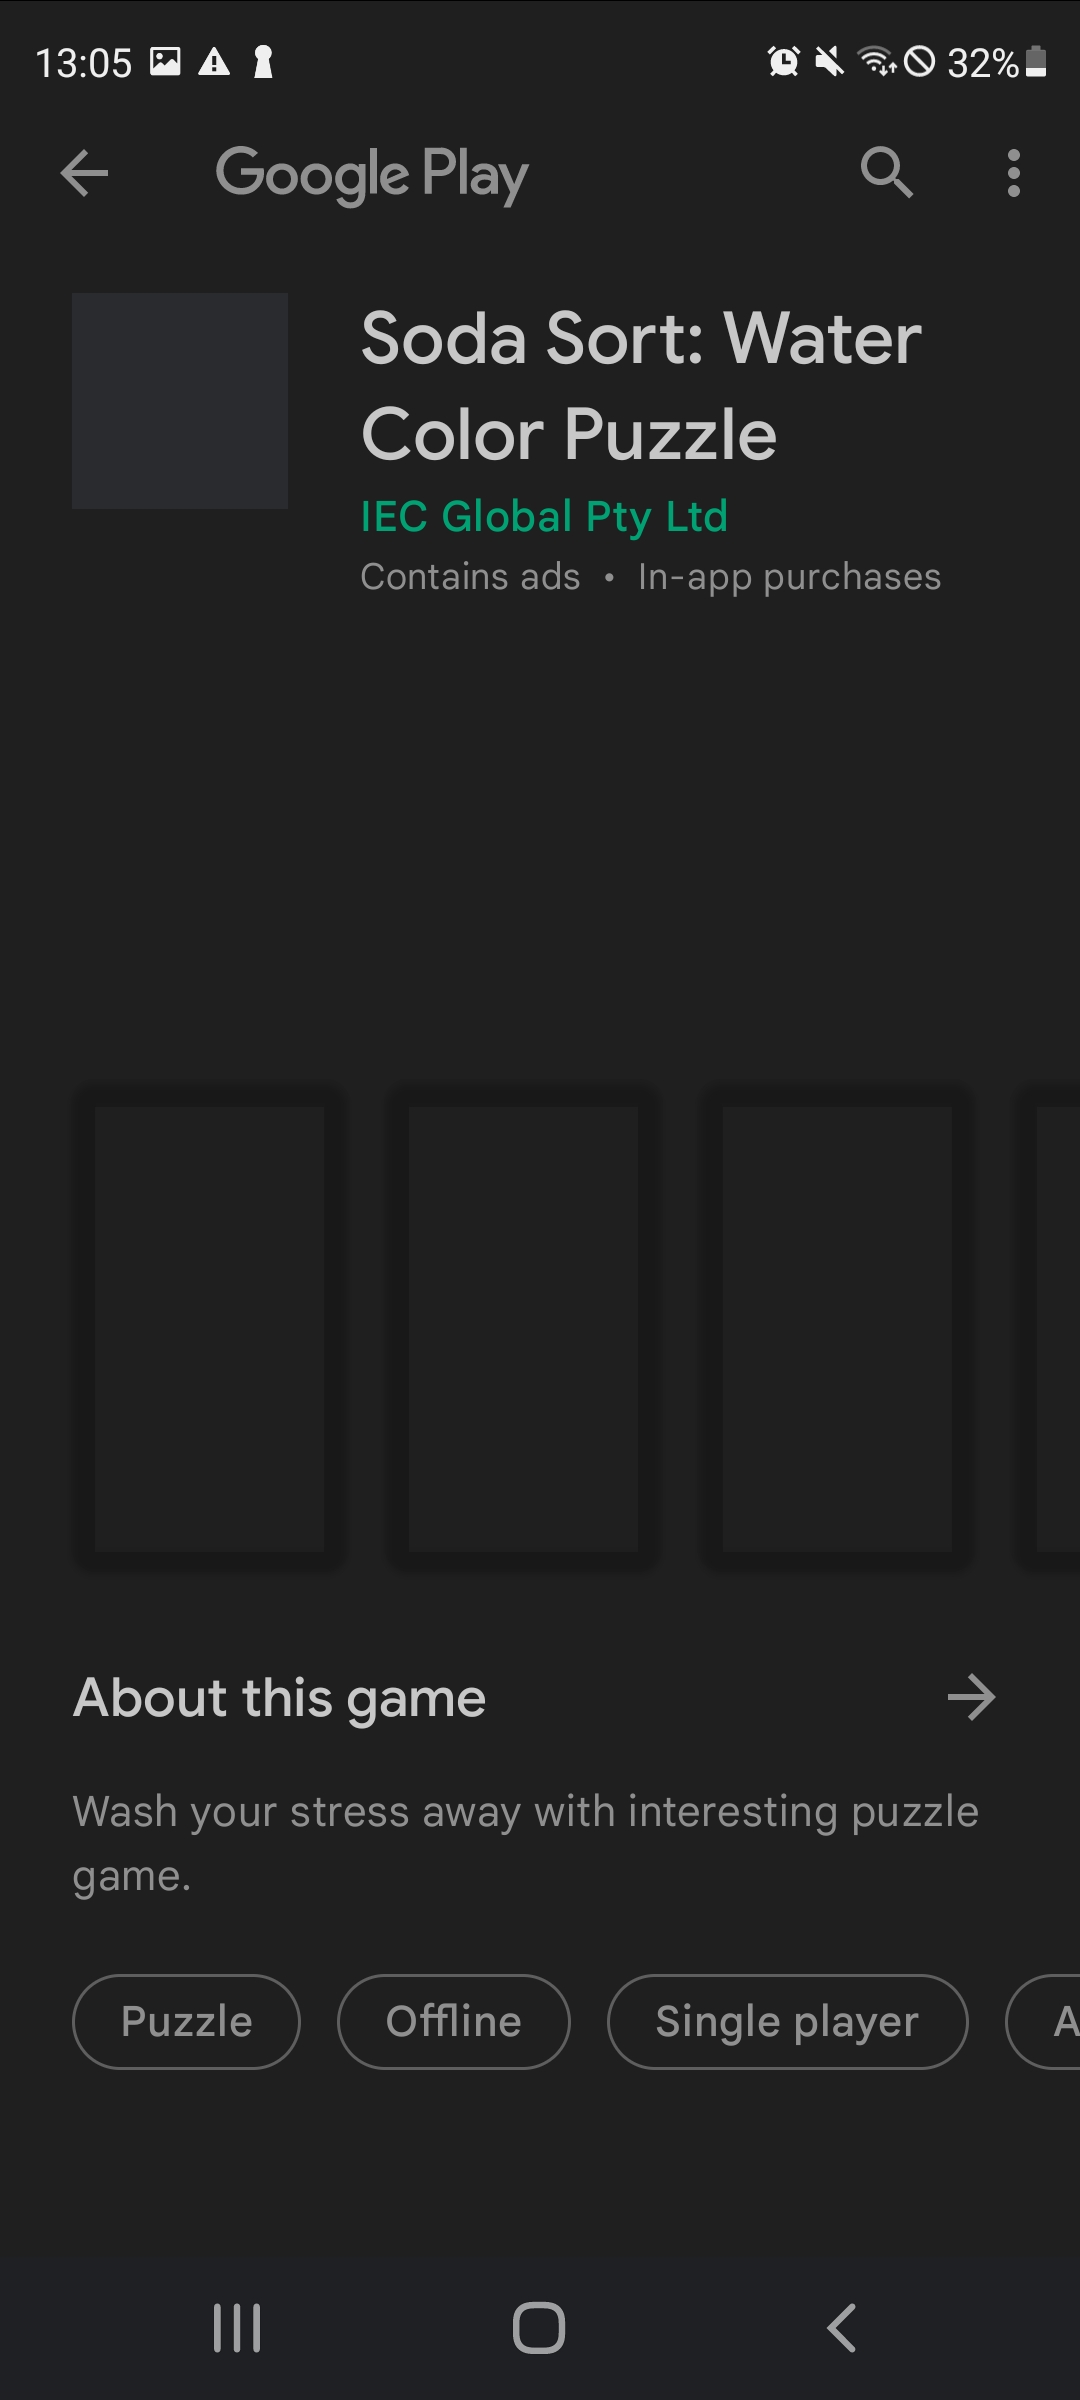 13:05
32%
Google Play
Soda Sort: Water
Color Puzzle
IEC Global Pty Ltd
Contains ads • In-app purchases
About this game
Wash your stress away with interesting puzzle
game.
Puzzle
Offline
Single player
A